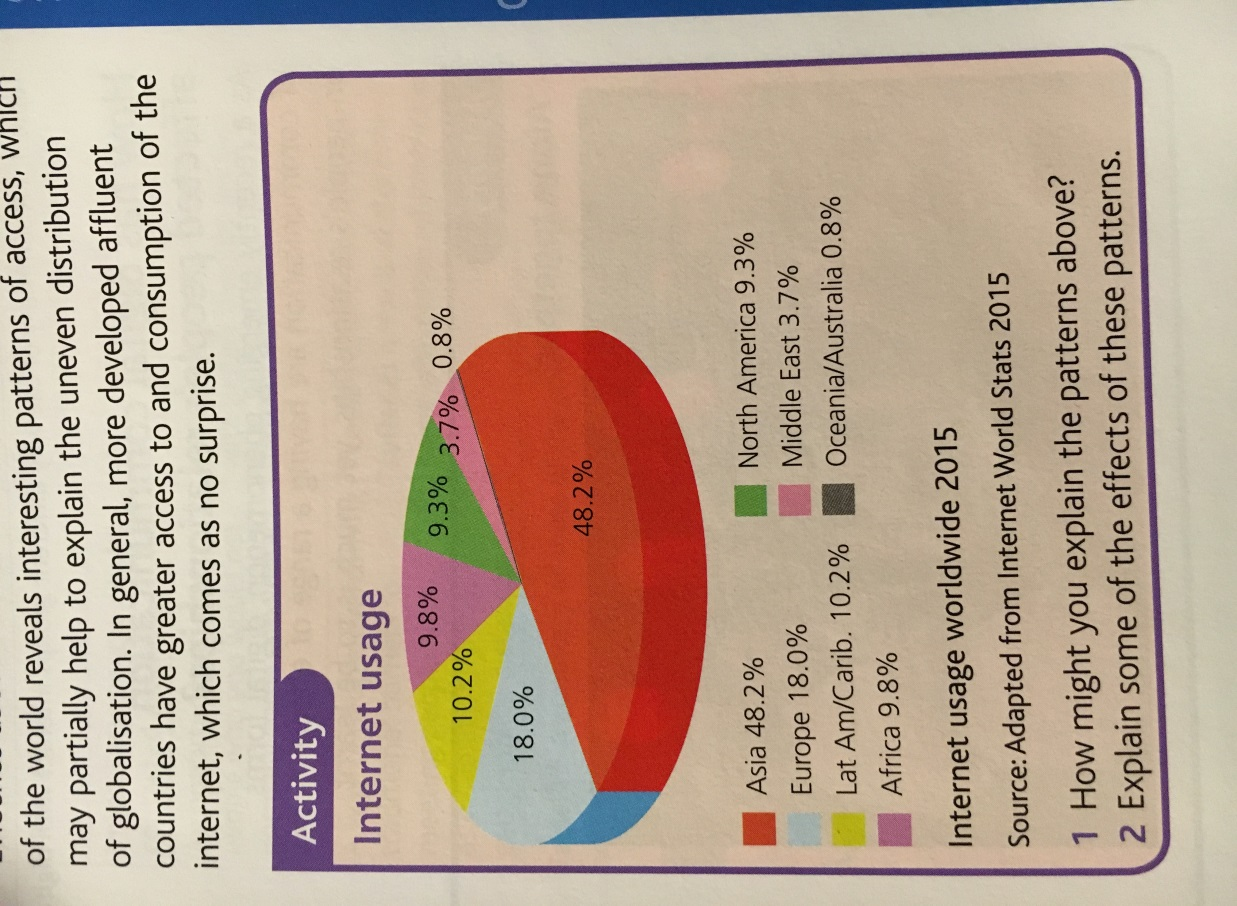 of the world reveals interesting patterns of access, which
may partially help to explain the uneven distribution
of globalisation. In general, more developed affluent
countries have greater access to and consumption of the
internet, which comes as no surprise.
Activity
Internet usage
0.8%
3.7%
9.3%
9.8%
10.2%
18.0%
48.2%
Asia 48.2%
Europe 18.0%
Lat Am/Carib. 10.2%
Africa 9.8%
North America 9.3%
Middle East 3.7%
Oceania/Australia 0.8%
Internet usage worldwide 2015
Source: Adapted from Internet World Stats 2015
1 How might you explain the patterns above?
2 Explain some of the effects of these patterns.